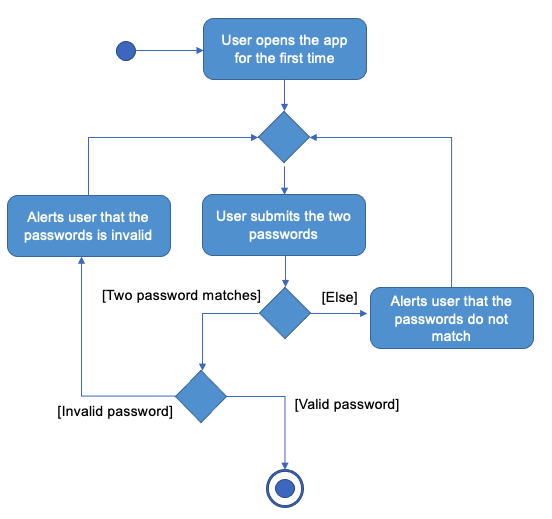 User opens the app
for the first time
Alerts user that the
passwords is invalid
User submits the two
passwords
[Two password matches]
[Else]
Alerts user that the
passwords do not
match
[Invalid password]
[Valid password]